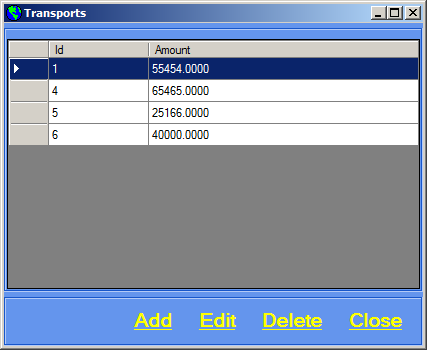 Transports
Id Amount
1 55454.0000
4 65465.0000
5 25166.0000
6 40000.0000
Add Edit Delete Close